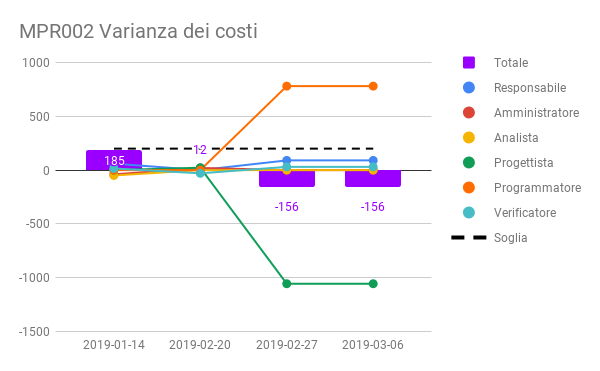 MPR002 Varianza dei costi
1000
500
0
-500
-1000
-1500
185
12
-156
-156
2019-01-14
2019-02-20
2019-02-27
2019-03-06
Totale
Responsabile
Amministratore
Analista
Progettista
Programmatore
Verificatore
Soglia